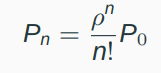 Pₙ = ρⁿ/n! P₀